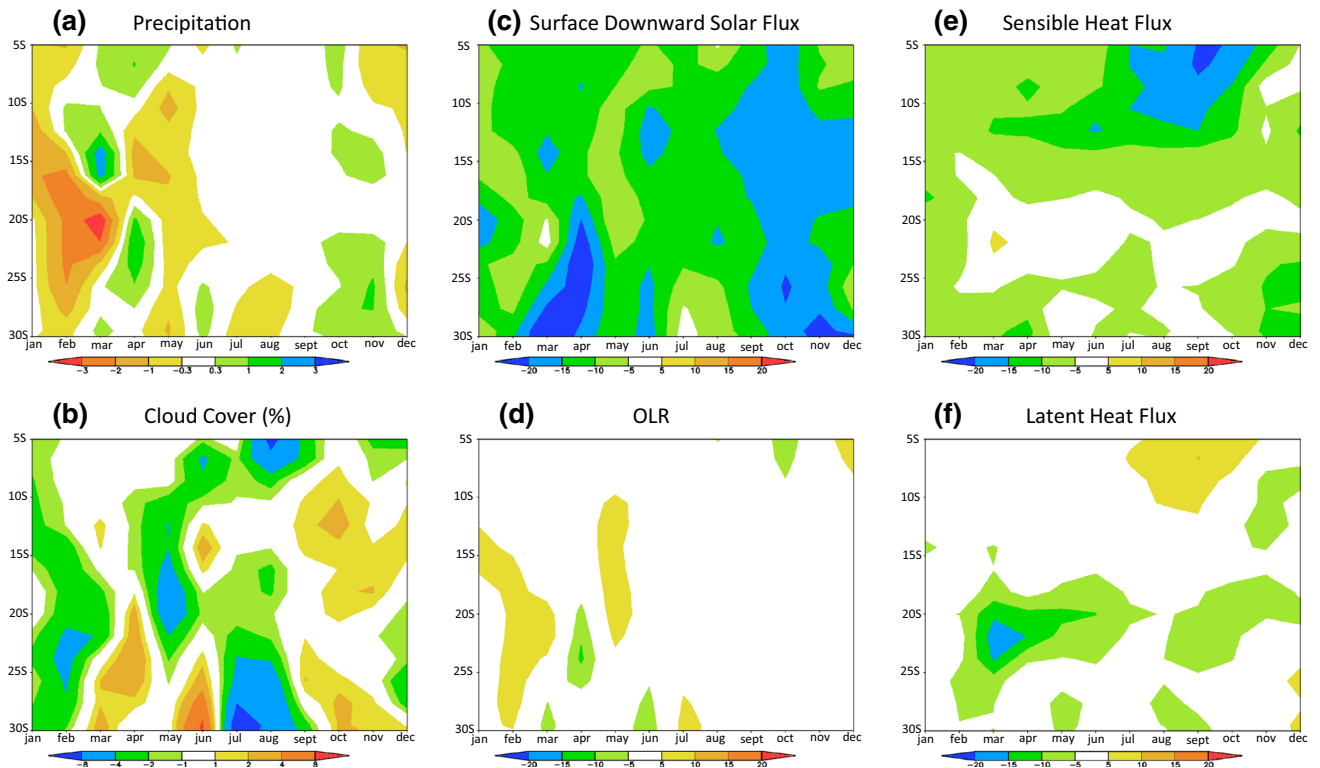 (a) Precipitation
5S
10S
15S
20S
25S
30S
jan feb mar apr may jun jul aug sept oct nov dec
-3 -2 -1 -0.3 0.3 1 2 3
(c) Surface Downward Solar Flux
5S
10S
15S
20S
25S
30S
jan feb mar apr may jun jul aug sept oct nov dec
-20 -15 -10 -5 5 10 15 20
(e) Sensible Heat Flux
5S
10S
15S
20S
25S
30S
jan feb mar apr may jun jul aug sept oct nov dec
-20 -15 -10 -5 5 10 15 20
(b) Cloud Cover (%)
5S
10S
15S
20S
25S
30S
jan feb mar apr may jun jul aug sept oct nov dec
-8 -4 -2 -1 1 2 4 8
(d) OLR
5S
10S
15S
20S
25S
30S
jan feb mar apr may jun jul aug sept oct nov dec
-20 -15 -10 -5 5 10 15 20
(f) Latent Heat Flux
5S
10S
15S
20S
25S
30S
jan feb mar apr may jun jul aug sept oct nov dec
-20 -15 -10 -5 5 10 15 20